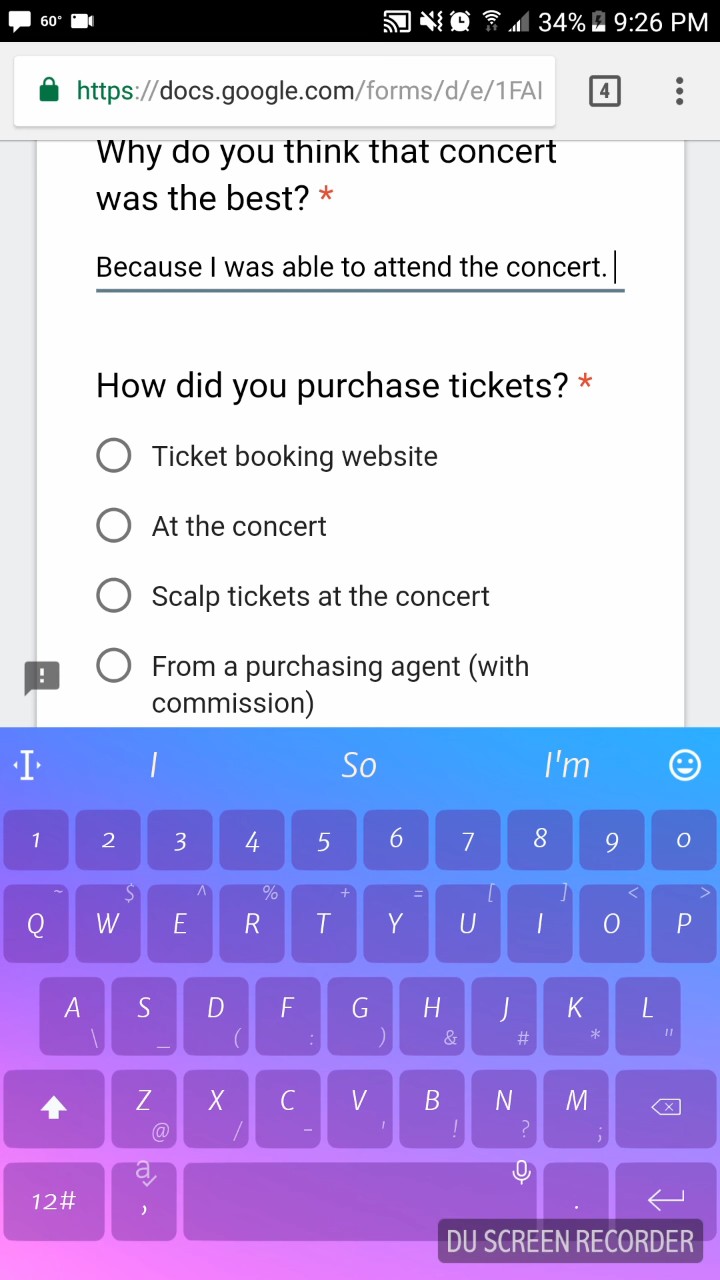 60° 34% 9:26 PM
https://docs.google.com/forms/d/e/1FAI 4
Why do you think that concert
was the best? *
Because I was able to attend the concert.
How did you purchase tickets? *
Ticket booking website
At the concert
Scalp tickets at the concert
From a purchasing agent (with
commission)
I So I'm
1 2 3 4 5 6 7 8 9 0
~ $ ^ % + = [ ] < >
Q W E R T Y U I O P
A S D F G H J K L
\ _ ( : ) & # * "
Z X C V B N M
@ / - ' ! ? ;
a
12# , .
DU SCREEN RECORDER